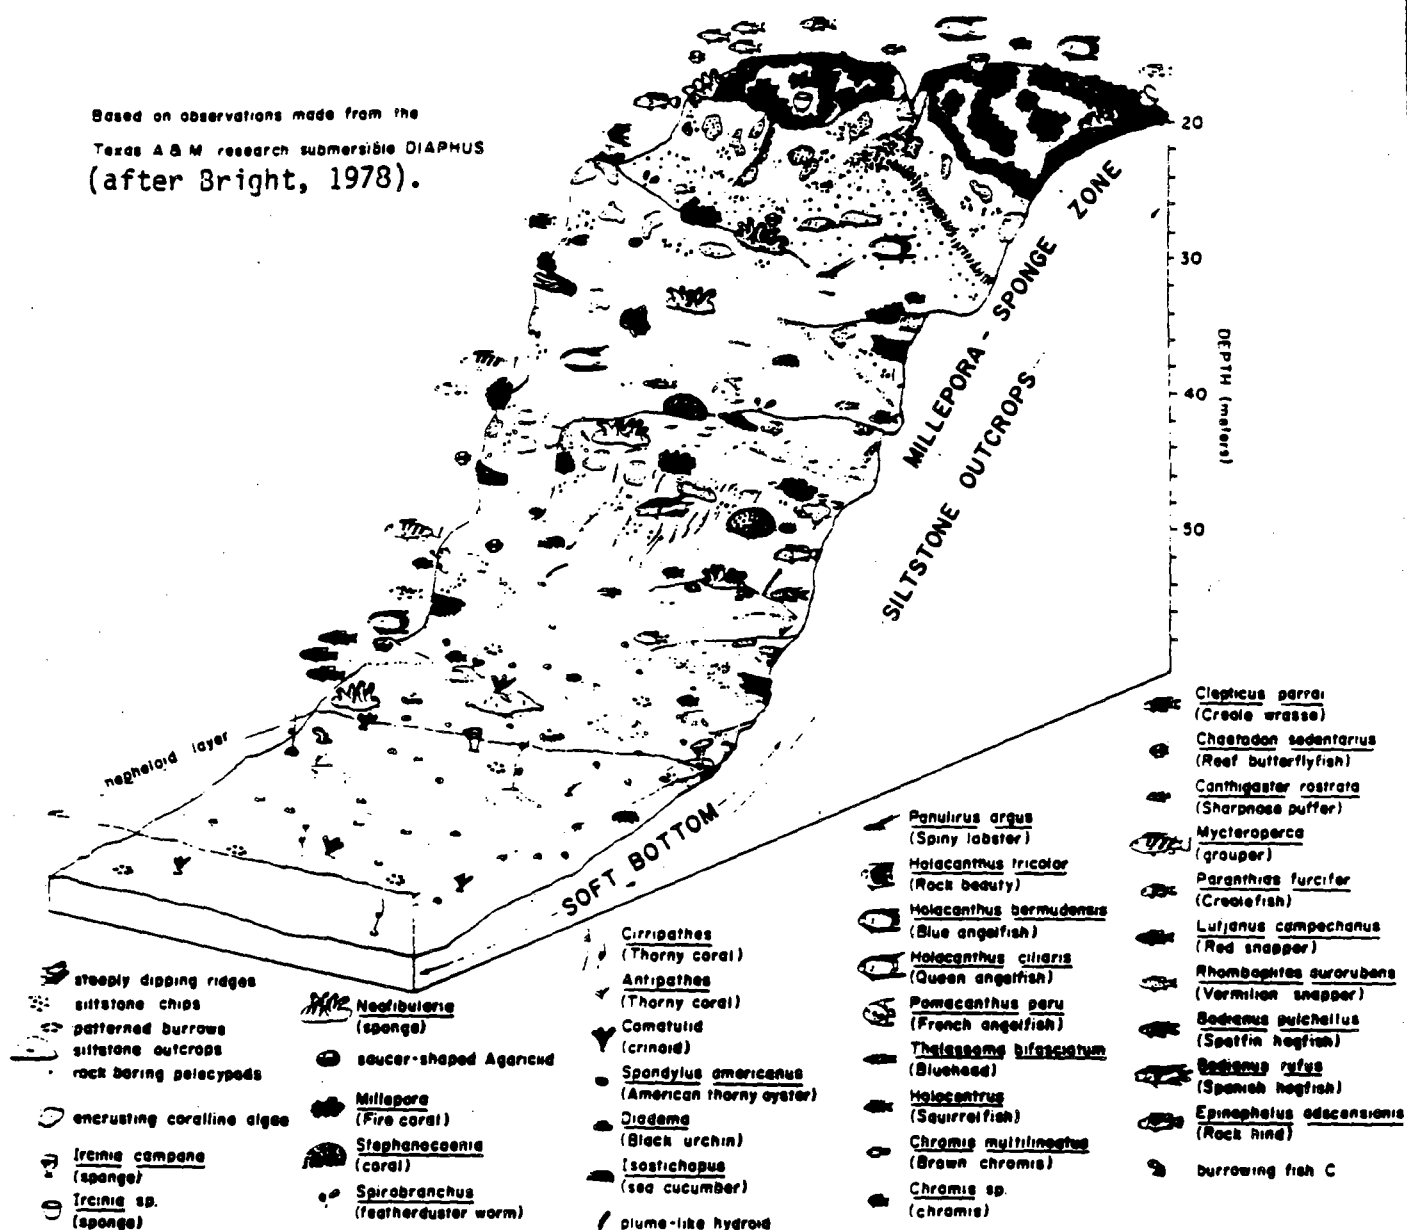 Based on observations made from the
Texas A & M research submersible DIAPHUS
(after Bright, 1978).
20
30
40
50
DEPTH (meters)
MILLEPORA - SPONGE ZONE
SILTSTONE OUTCROPS
SOFT BOTTOM
nepheloid layer
steeply dipping ridges
siltstone chips
patterned burrows
siltstone outcrops
rock boring pelecypods
encrusting coralline algae
Ircinia campana
(sponge)
Ircinia sp.
(sponge)
Neofibularia
(sponge)
saucer-shaped Agariciid
Millepora
(Fire coral)
Stephanocoenia
(coral)
Spirobranchus
(featherduster worm)
Cirripathes
(Thorny coral)
Antipathes
(Thorny coral)
Comatulid
(crinoid)
Spondylus americanus
(American thorny oyster)
Diadema
(Black urchin)
Isostichopus
(sea cucumber)
plume-like hydroid
Panulirus argus
(Spiny lobster)
Holacanthus tricolor
(Rock beauty)
Holacanthus bermudensis
(Blue angelfish)
Holacanthus ciliaris
(Queen angelfish)
Pomacanthus paru
(French angelfish)
Thalassoma bifasciatum
(Bluehead)
Holocentrus
(Squirrelfish)
Chromis multilineatus
(Brown chromis)
Chromis sp.
(chromis)
Clepticus parrai
(Creole wrasse)
Chaetodon sedentarius
(Reef butterflyfish)
Canthigaster rostrata
(Sharpnose puffer)
Mycteroperca
(grouper)
Paranthias furcifer
(Creolefish)
Lutjanus campechanus
(Red snapper)
Rhomboplites aurorubens
(Vermilion snapper)
Bodianus pulchellus
(Spotfin hogfish)
Bodianus rufus
(Spanish hogfish)
Epinephelus adscensionis
(Rock hind)
burrowing fish C